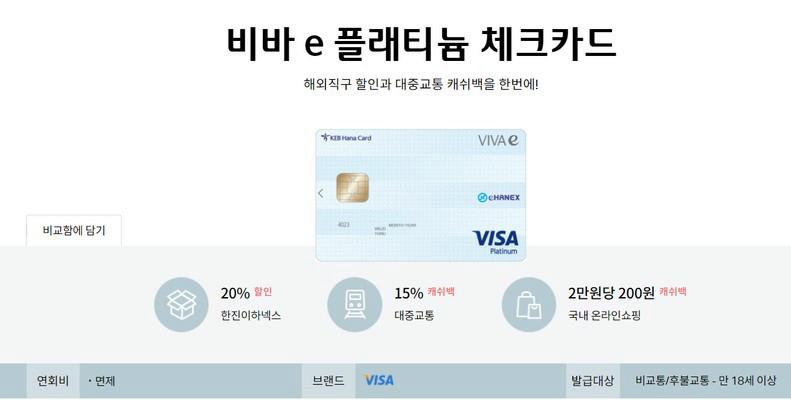 비바 e 플래티늄 체크카드
해외직구 할인과 대중교통 캐쉬백을 한번에!
KEB Hana Card
VIVA e
eHANEX
4023
VALID THRU
MONTH/YEAR
VISA
Platinum
비교함에 담기
20% 할인
한진이하넥스
15% 캐쉬백
대중교통
2만원당 200원 캐쉬백
국내 온라인쇼핑
연회비
· 면제
브랜드
VISA
발급대상
비교통/후불교통 - 만 18세 이상